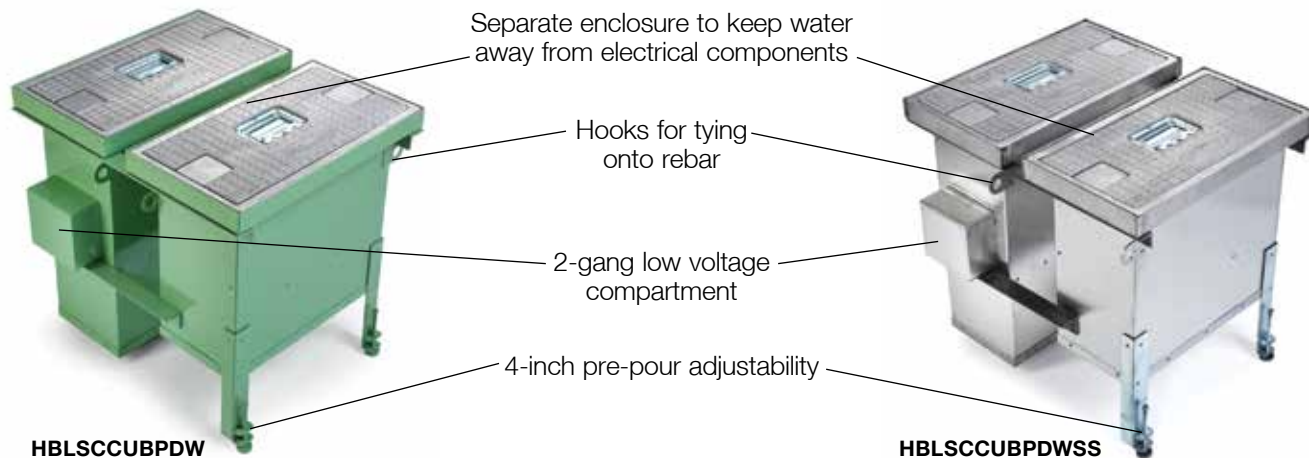 Separate enclosure to keep water
away from electrical components
Hooks for tying
onto rebar
2-gang low voltage
compartment
4-inch pre-pour adjustability
HBLSCCUBPDW
HBLSCCUBPDWSS